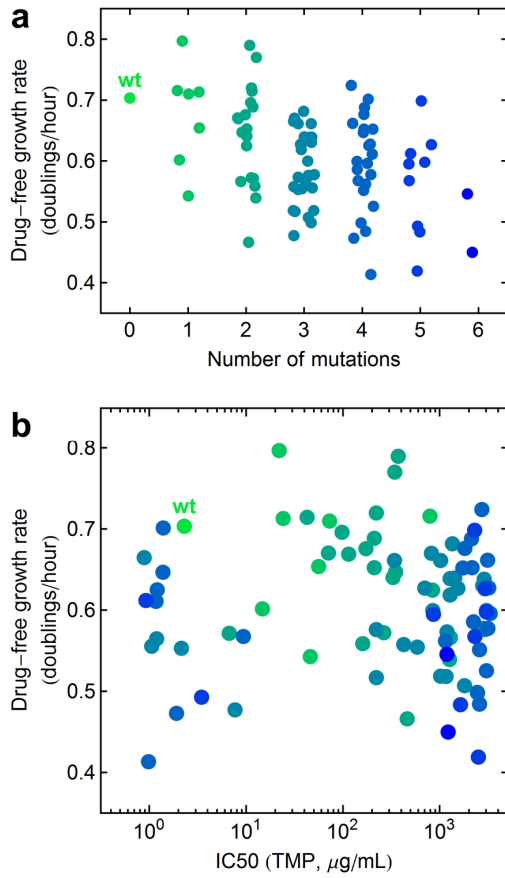 a
0.8
wt
0.7
0.6
0.5
0.4
Drug−free growth rate
(doublings/hour)
0 1 2 3 4 5 6
Number of mutations
b
0.8
wt
0.7
0.6
0.5
0.4
Drug−free growth rate
(doublings/hour)
10⁰ 10¹ 10² 10³
IC50 (TMP, μg/mL)